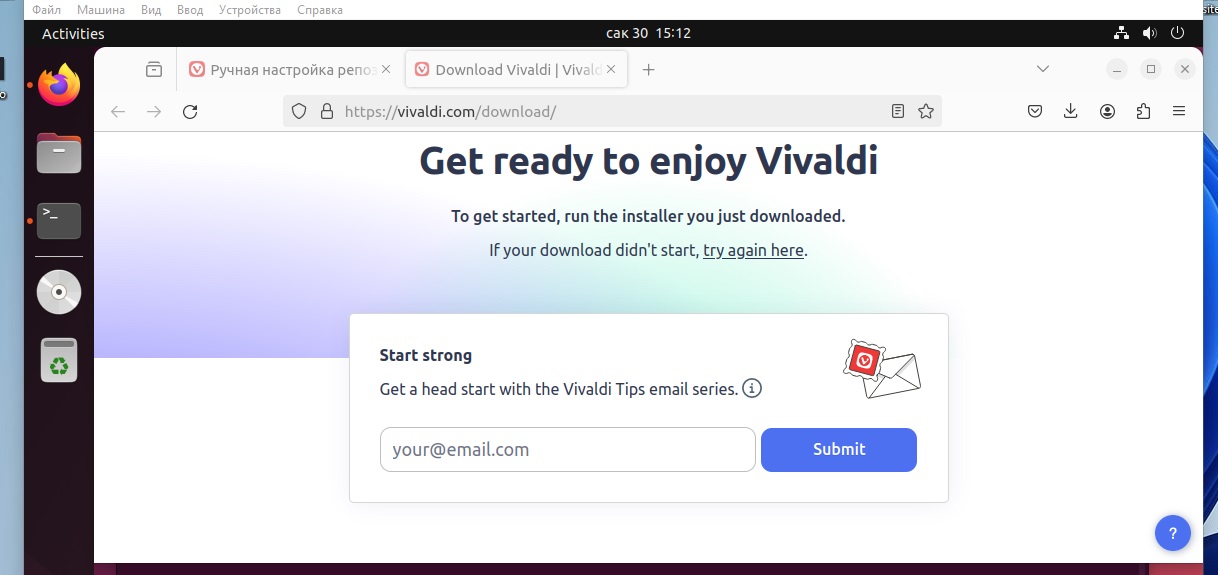 Файл Машина Вид Ввод Устройства Справка
Activities
сак 30 15:12
Ручная настройка репоз
Download Vivaldi | Vivald
https://vivaldi.com/download/
Get ready to enjoy Vivaldi
To get started, run the installer you just downloaded.
If your download didn't start, try again here.
Start strong
Get a head start with the Vivaldi Tips email series.
your@email.com
Submit
?